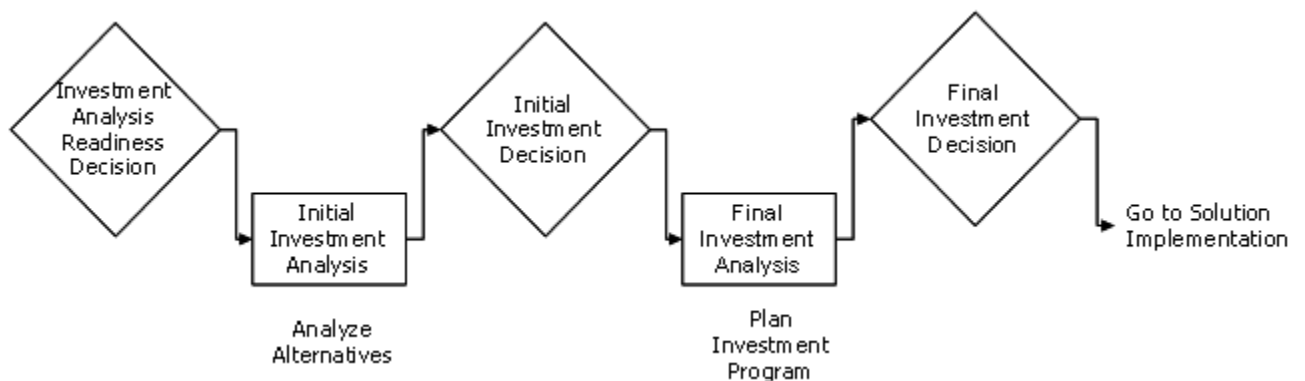 Investment
Analysis
Readiness
Decision
Initial
Investment
Analysis
Analyze
Alternatives
Initial
Investment
Decision
Final
Investment
Analysis
Plan
Investment
Program
Final
Investment
Decision
Go to Solution
Implementation